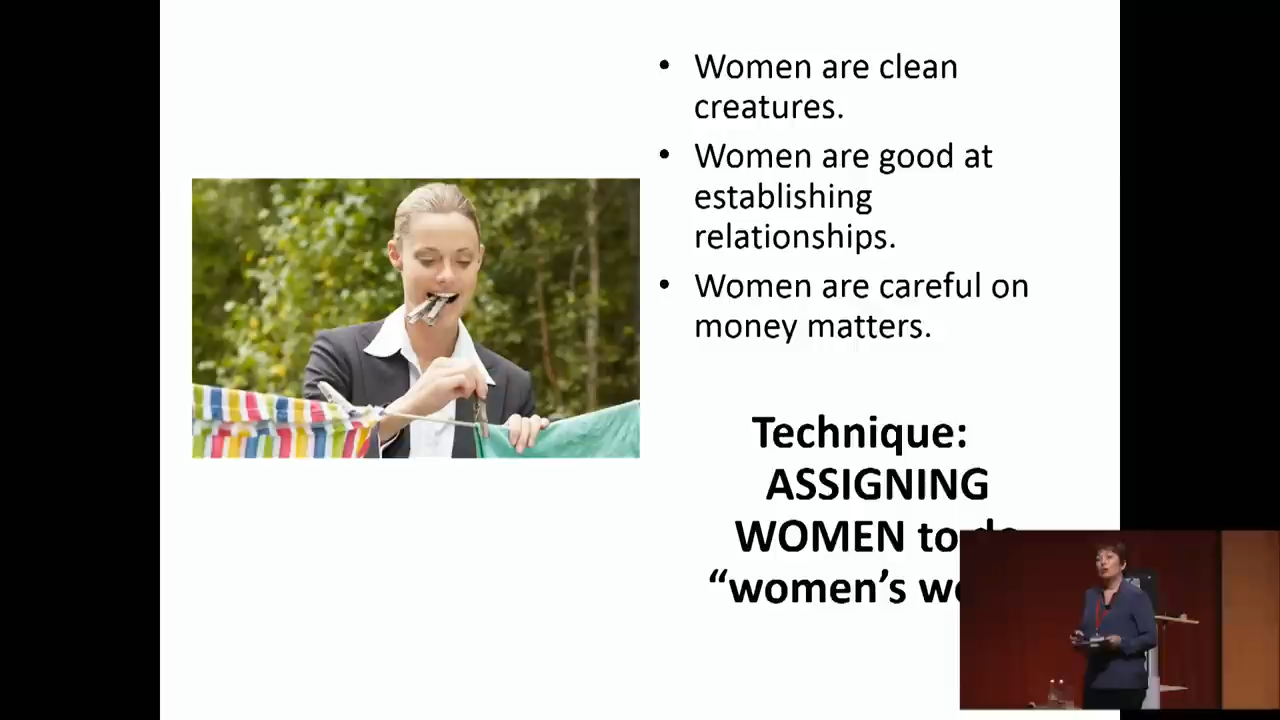 • Women are clean
creatures.
• Women are good at
establishing
relationships.
• Women are careful on
money matters.
Technique:
ASSIGNING
WOMEN to
“women’s